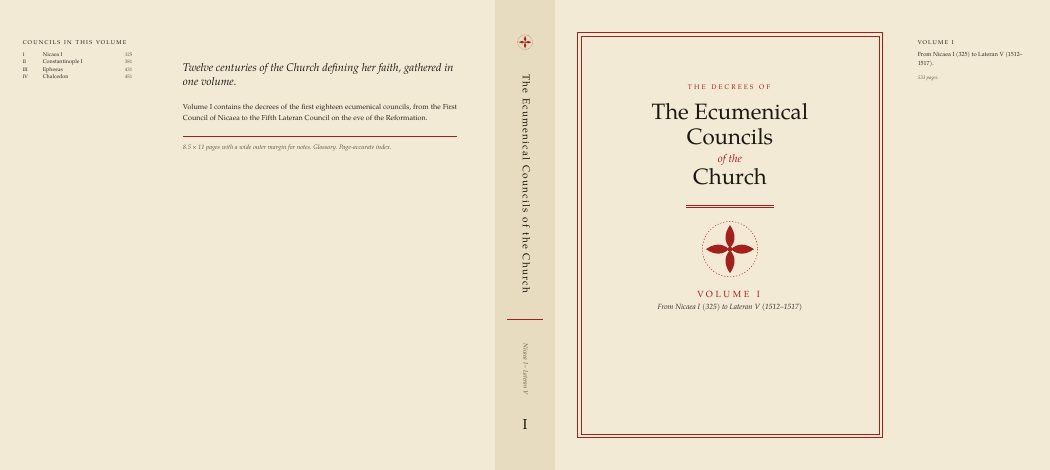 COUNCILS IN THIS VOLUME
I Nicaea I 325
II Constantinople I 381
III Ephesus 431
IV Chalcedon 451
Twelve centuries of the Church defining her faith, gathered in
one volume.
Volume I contains the decrees of the first eighteen ecumenical councils, from the First
Council of Nicaea to the Fifth Lateran Council on the eve of the Reformation.
8.5 × 11 pages with a wide outer margin for notes. Glossary. Page-accurate index.
The Ecumenical Councils of the Church
Nicaea I – Lateran V
I
THE DECREES OF
The Ecumenical
Councils
of the
Church
VOLUME I
From Nicaea I (325) to Lateran V (1512–1517)
VOLUME I
From Nicaea I (325) to Lateran V (1512–
1517).